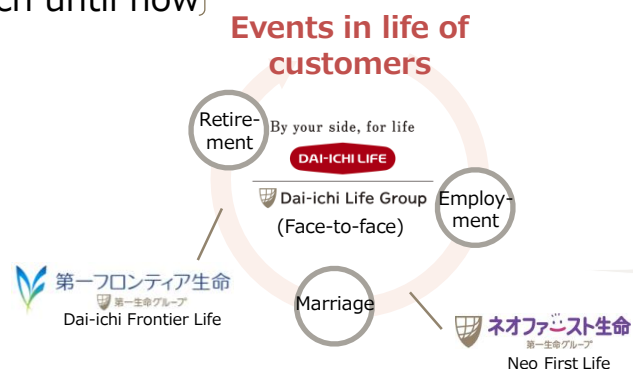 ch until now
Events in life of
customers
Retire-
ment
By your side, for life
DAI-ICHI LIFE
Dai-ichi Life Group
(Face-to-face)
Employ-
ment
第一フロンティア生命
第一生命グループ
Dai-ichi Frontier Life
Marriage
ネオファースト生命
第一生命グループ
Neo First Life